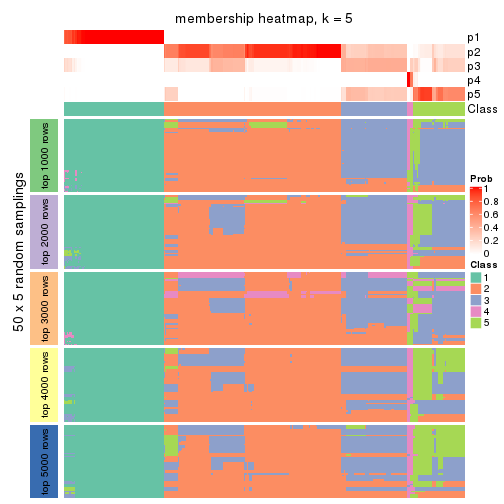 membership heatmap, k = 5
p1
p2
p3
p4
p5
Class
50 x 5 random samplings
top 1000 rows
top 2000 rows
top 3000 rows
top 4000 rows
top 5000 rows
Prob
1
0.8
0.6
0.4
0.2
0
Class
1
2
3
4
5